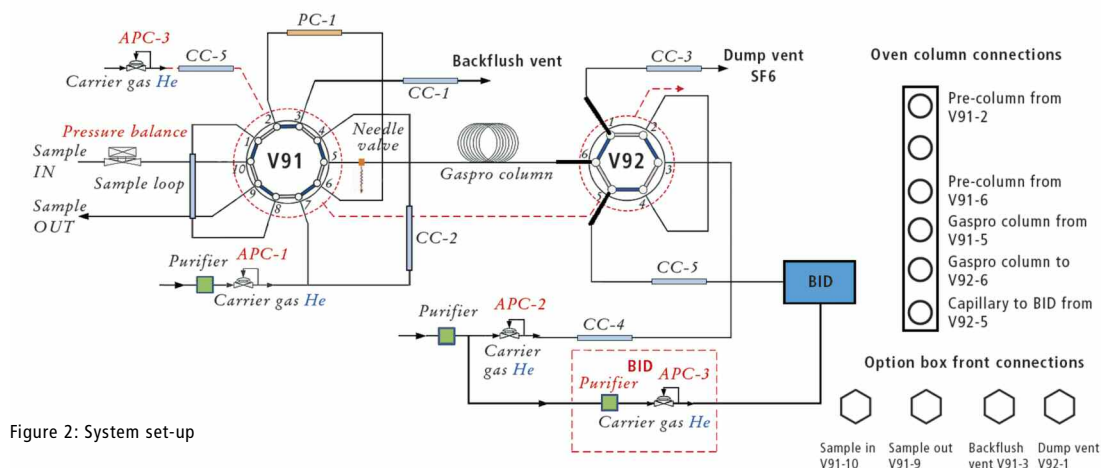 PC-1
APC-3
CC-5
Carrier gas He
Backflush vent
CC-1
CC-3
Dump vent
SF6
Pressure balance
Sample
IN
Sample loop
Sample
OUT
1
2
3
4
5
6
7
8
9
10
V91
Needle
valve
Gaspro column
1
2
3
4
5
6
V92
CC-2
Purifier
APC-1
Carrier gas He
CC-5
BID
Purifier
APC-2
Carrier
gas He
CC-4
BID
Purifier
APC-3
Carrier gas He
Oven column connections
Pre-column from
V91-2
Pre-column from
V91-6
Gaspro column from
V91-5
Gaspro column to
V92-6
Capillary to BID from
V92-5
Option box front connections
Sample in
V91-10
Sample out
V91-9
Backflush
vent V91-3
Dump vent
V92-1
Figure 2: System set-up